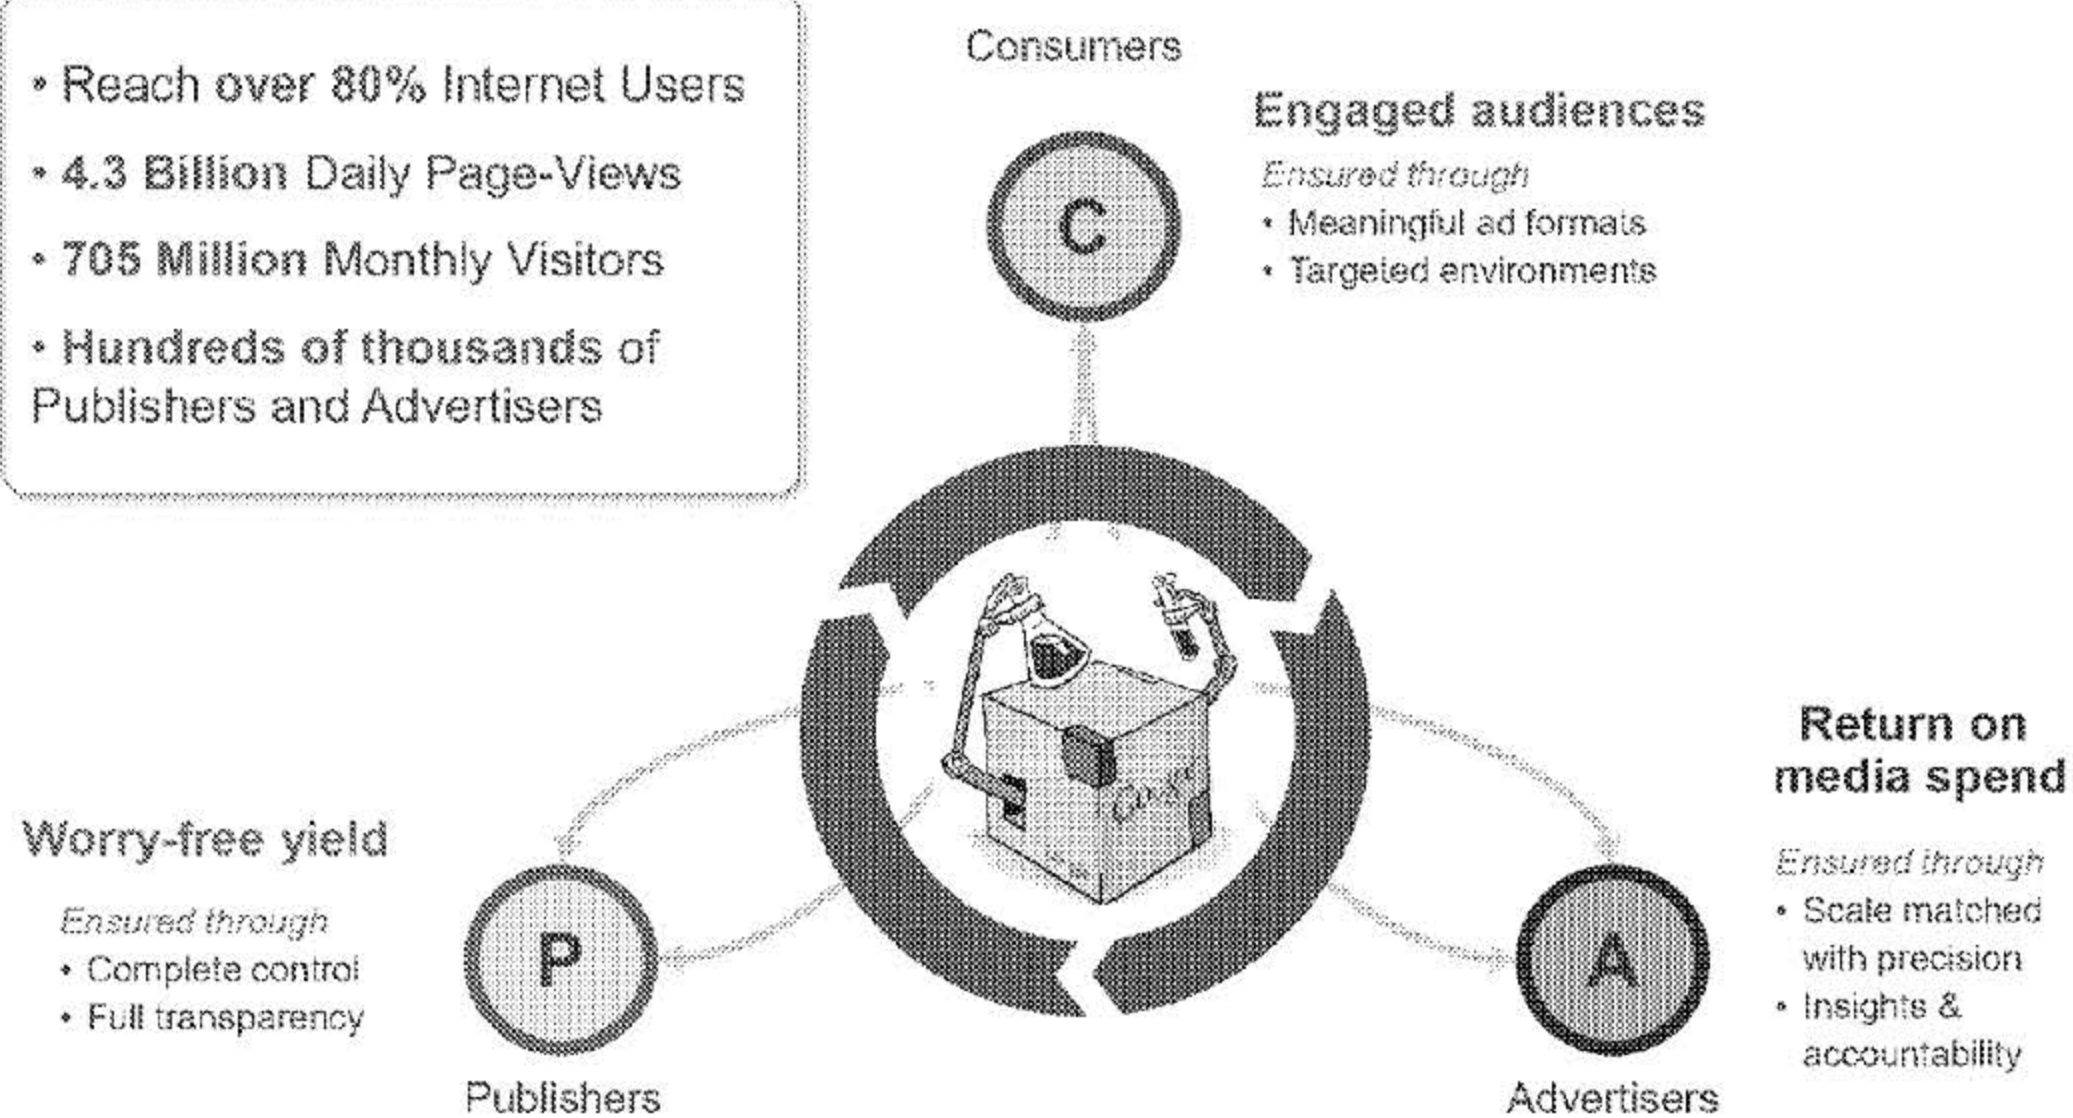 • Reach over 80% Internet Users
• 4.3 Billion Daily Page-Views
• 705 Million Monthly Visitors
• Hundreds of thousands of
Publishers and Advertisers
Consumers
C
Engaged audiences
Ensured through
• Meaningful ad formats
• Targeted environments
Worry-free yield
Ensured through
• Complete control
• Full transparency
P
Publishers
Return on
media spend
Ensured through
• Scale matched
with precision
• Insights &
accountability
A
Advertisers